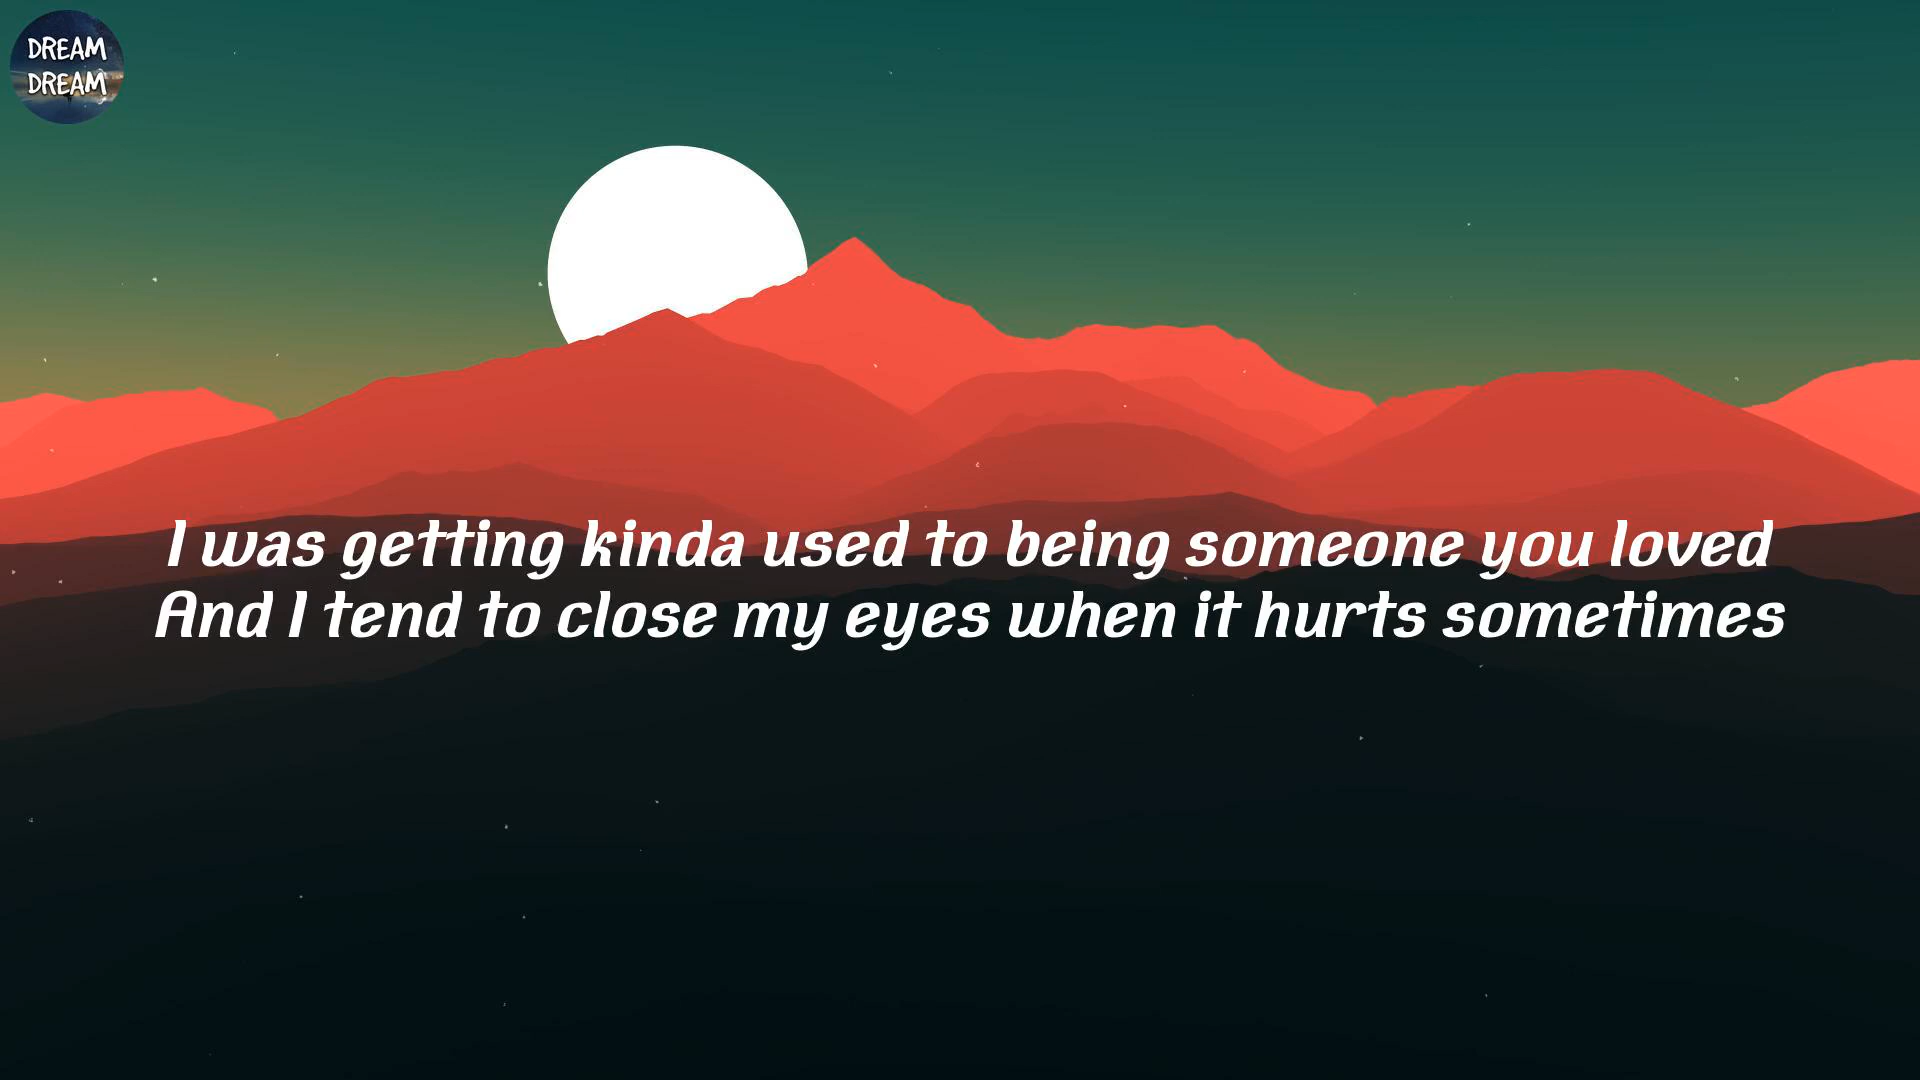 DREAM
DREAM
I was getting kinda used to being someone you loved
And I tend to close my eyes when it hurts sometimes